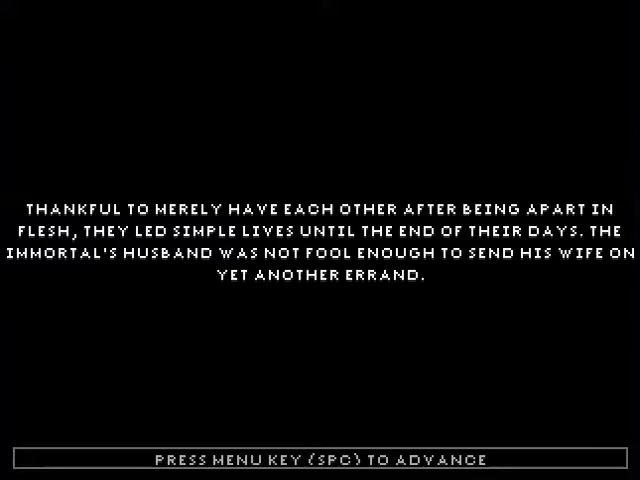 THANKFUL TO MERELY HAVE EACH OTHER AFTER BEING APART IN
FLESH, THEY LED SIMPLE LIVES UNTIL THE END OF THEIR DAYS. THE
IMMORTAL'S HUSBAND WAS NOT FOOL ENOUGH TO SEND HIS WIFE ON
YET ANOTHER ERRAND.
PRESS MENU KEY (SPC) TO ADVANCE